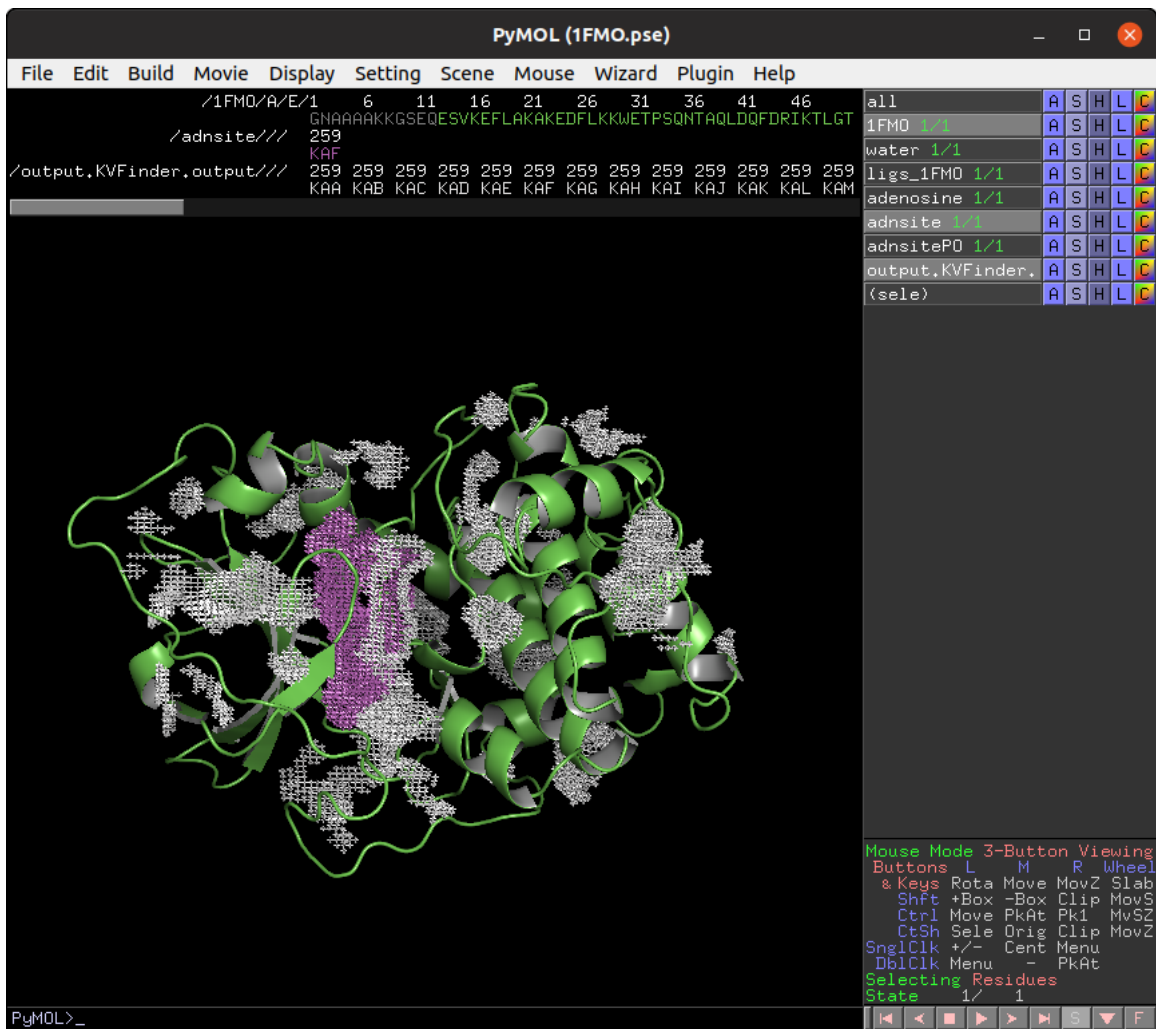 PyMOL (1FMO.pse)
File Edit Build Movie Display Setting Scene Mouse Wizard Plugin Help
/1FMO/A/E/1 6 11 16 21 26 31 36 41 46
GNAAAAKKGSEQESVKEFLAKAKEDFLKKWETPSQNTAQLDQFDRIKTLGT
/adnsite/// 259
KAF
/output.KVFinder.output/// 259 259 259 259 259 259 259 259 259 259 259 259 259
KAA KAB KAC KAD KAE KAF KAG KAH KAI KAJ KAK KAL KAM
all A S H L C
1FMO 1/1 A S H L C
water 1/1 A S H L C
ligs_1FMO 1/1 A S H L C
adenosine 1/1 A S H L C
adnsite 1/1 A S H L C
adnsitePO 1/1 A S H L C
output.KVFinder. A S H L C
(sele) A S H L C
Mouse Mode 3-Button Viewing
Buttons L M R Wheel
& Keys Rota Move MovZ Slab
Shft +Box -Box Clip MovS
Ctrl Move PkAt Pk1 MvSZ
CtSh Sele Orig Clip MovZ
SnglClk +/- Cent Menu
DblClk Menu - PkAt
Selecting Residues
State 1/ 1
PyMOL>_
S F